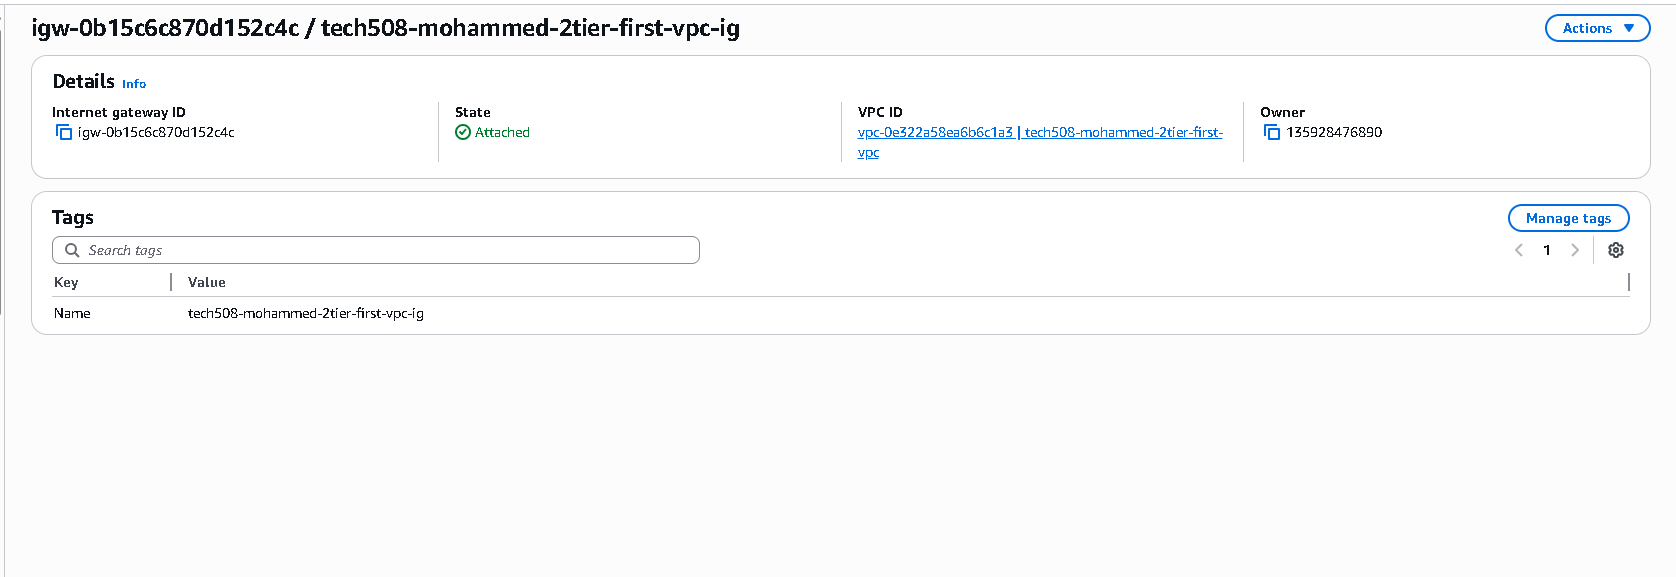 igw-0b15c6c870d152c4c / tech508-mohammed-2tier-first-vpc-ig
Actions
Details Info
Internet gateway ID
igw-0b15c6c870d152c4c
State
Attached
VPC ID
vpc-0e322a58ea6b6c1a3 | tech508-mohammed-2tier-first-
vpc
Owner
135928476890
Tags
Manage tags
Search tags
1
Key Value
Name tech508-mohammed-2tier-first-vpc-ig